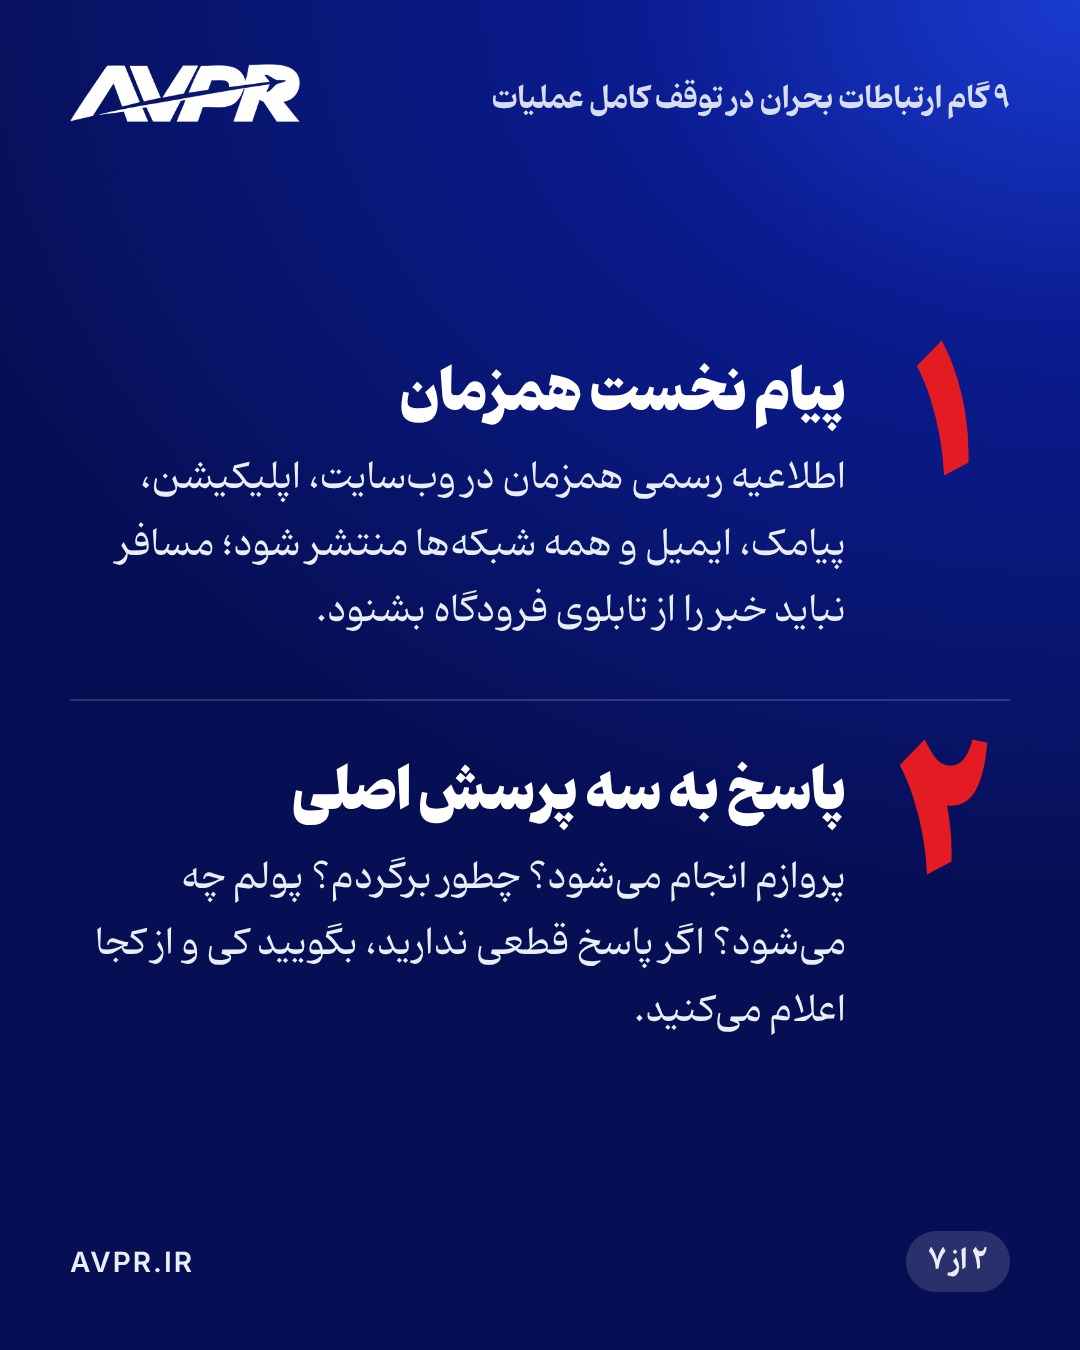 ۹ گام ارتباطات بحران در توقف کامل عملیات
AVPR
۱
پیام نخست همزمان
اطلاعیه رسمی همزمان در وب‌سایت، اپلیکیشن،
پیامک، ایمیل و همه شبکه‌ها منتشر شود؛ مسافر
نباید خبر را از تابلوی فرودگاه بشنود.
۲
پاسخ به سه پرسش اصلی
پروازم انجام می‌شود؟ چطور برگردم؟ پولم چه
می‌شود؟ اگر پاسخ قطعی ندارید، بگویید کی و از کجا
اعلام می‌کنید.
۲ از ۷
AVPR.IR